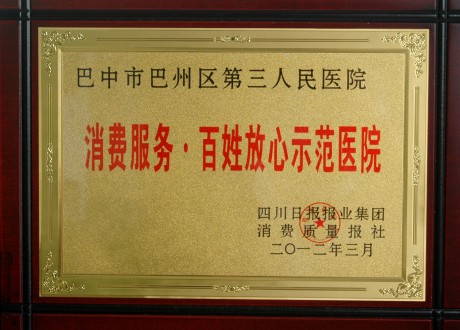 巴中市巴州区第三人民医院
消费服务·百姓放心示范医院
四川日报报业集团
消费质量报社
二〇一二年三月